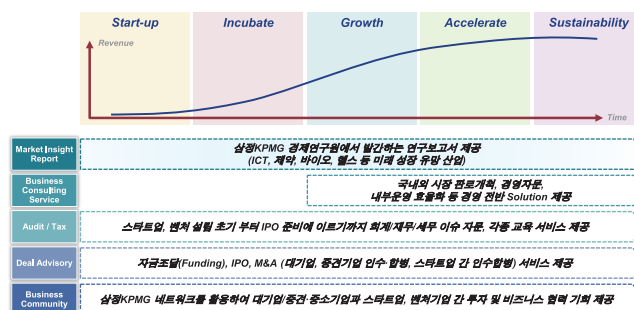 Start-up Incubate Growth Accelerate Sustainability
Revenue
Time
Market Insight
Report
삼정KPMG 경제연구원에서 발간하는 연구보고서 제공
(ICT, 제약, 바이오, 헬스 등 미래 성장 유망 산업)
Business
Consulting
Service
국내외 시장 판로개척, 경영자문,
내부운영 효율화 등 경영 전반 Solution 제공
Audit / Tax
스타트업, 벤처 설립 초기 부터 IPO 준비에 이르기까지 회계/재무/세무 이슈 자문, 각종 교육 서비스 제공
Deal Advisory
자금조달(Funding), IPO, M&A (대기업, 중견기업 인수·합병, 스타트업 간 인수합병) 서비스 제공
Business
Community
삼정KPMG 네트워크를 활용하여 대기업/중견·중소기업과 스타트업, 벤처기업 간 투자 및 비즈니스 협력 기회 제공